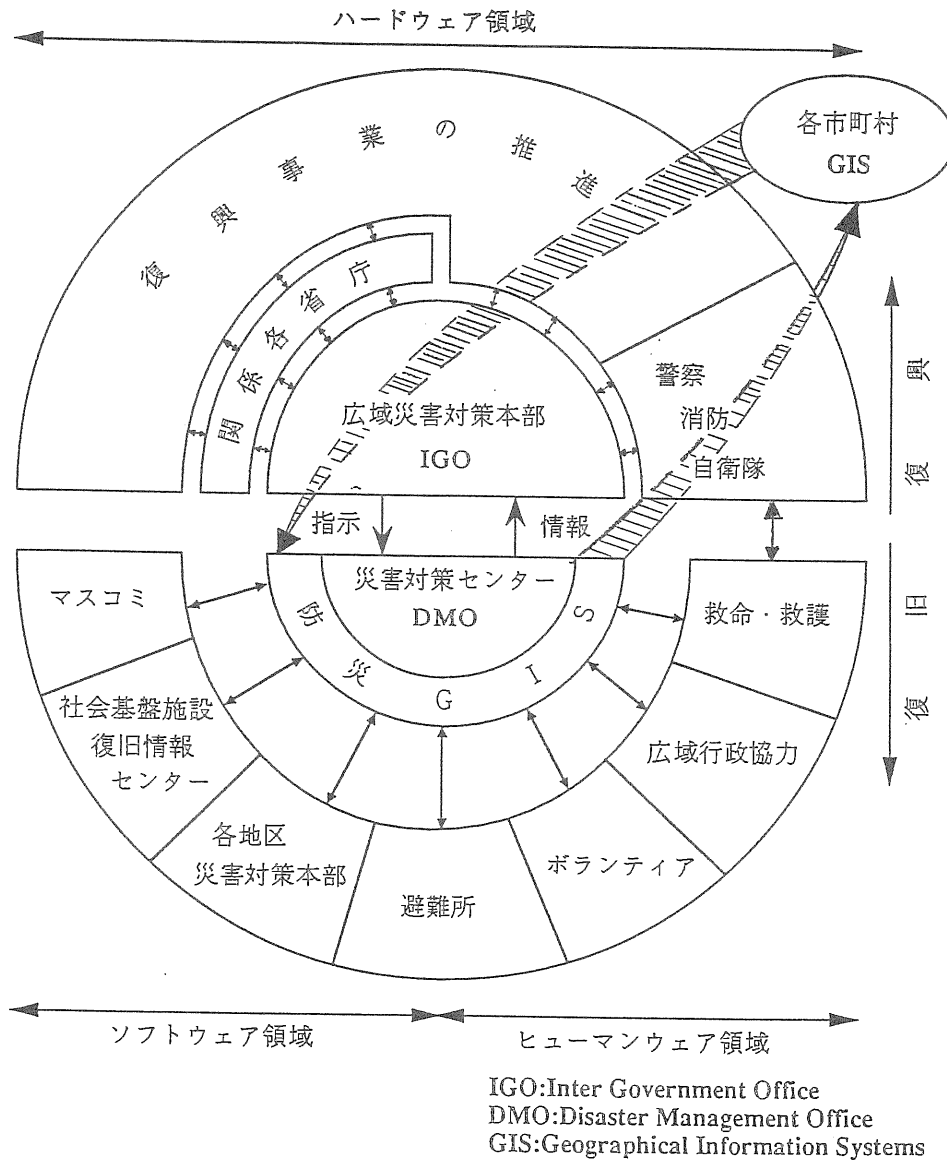 ハードウェア領域
各市町村
GIS
復興事業の推進
関係各省庁
警察
消防
自衛隊
広域災害対策本部
IGO
復興
指示
情報
災害対策センター
DMO
防災GIS
復旧
マスコミ
救命・救護
社会基盤施設
復旧情報
センター
広域行政協力
各地区
災害対策本部
ボランティア
避難所
ソフトウェア領域
ヒューマンウェア領域
IGO:Inter Government Office
DMO:Disaster Management Office
GIS:Geographical Information Systems